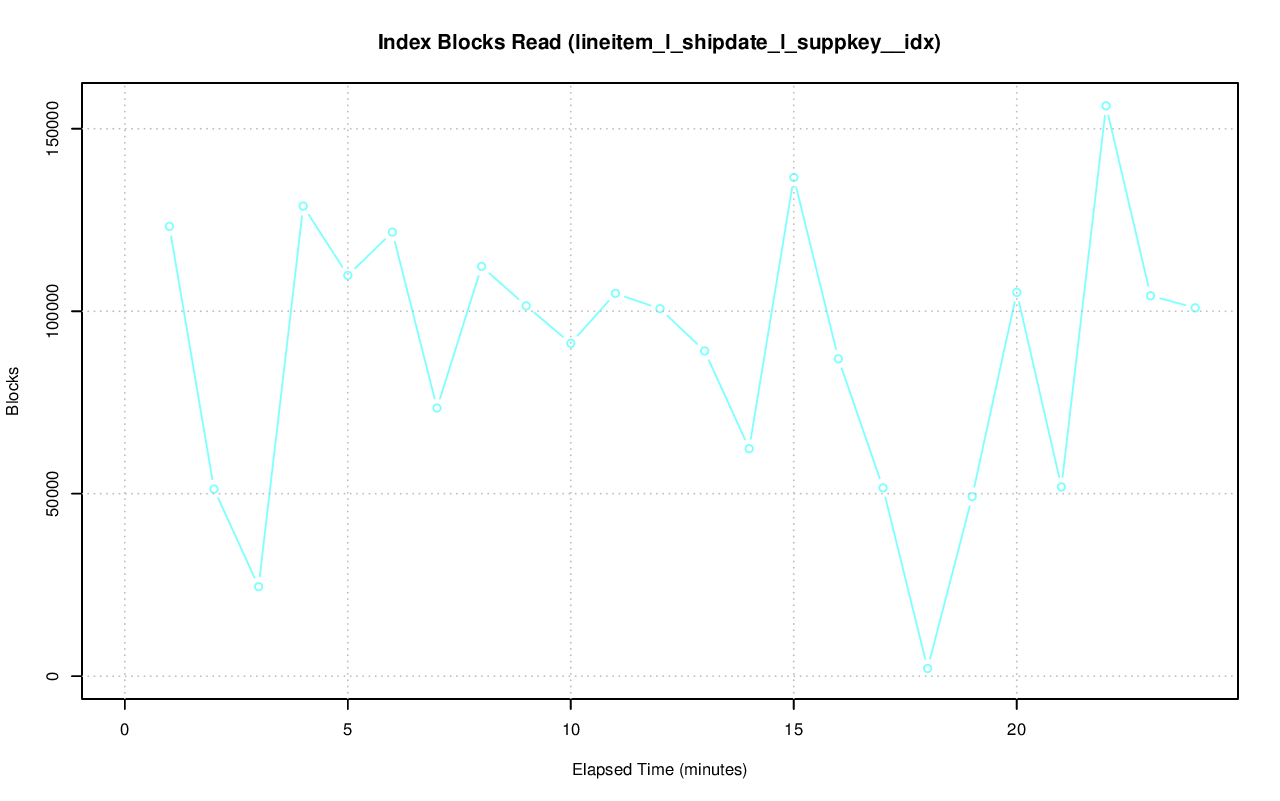 Index Blocks Read (lineitem_l_shipdate_l_suppkey__idx)
150000
100000
50000
0
Blocks
0 5 10 15 20
Elapsed Time (minutes)